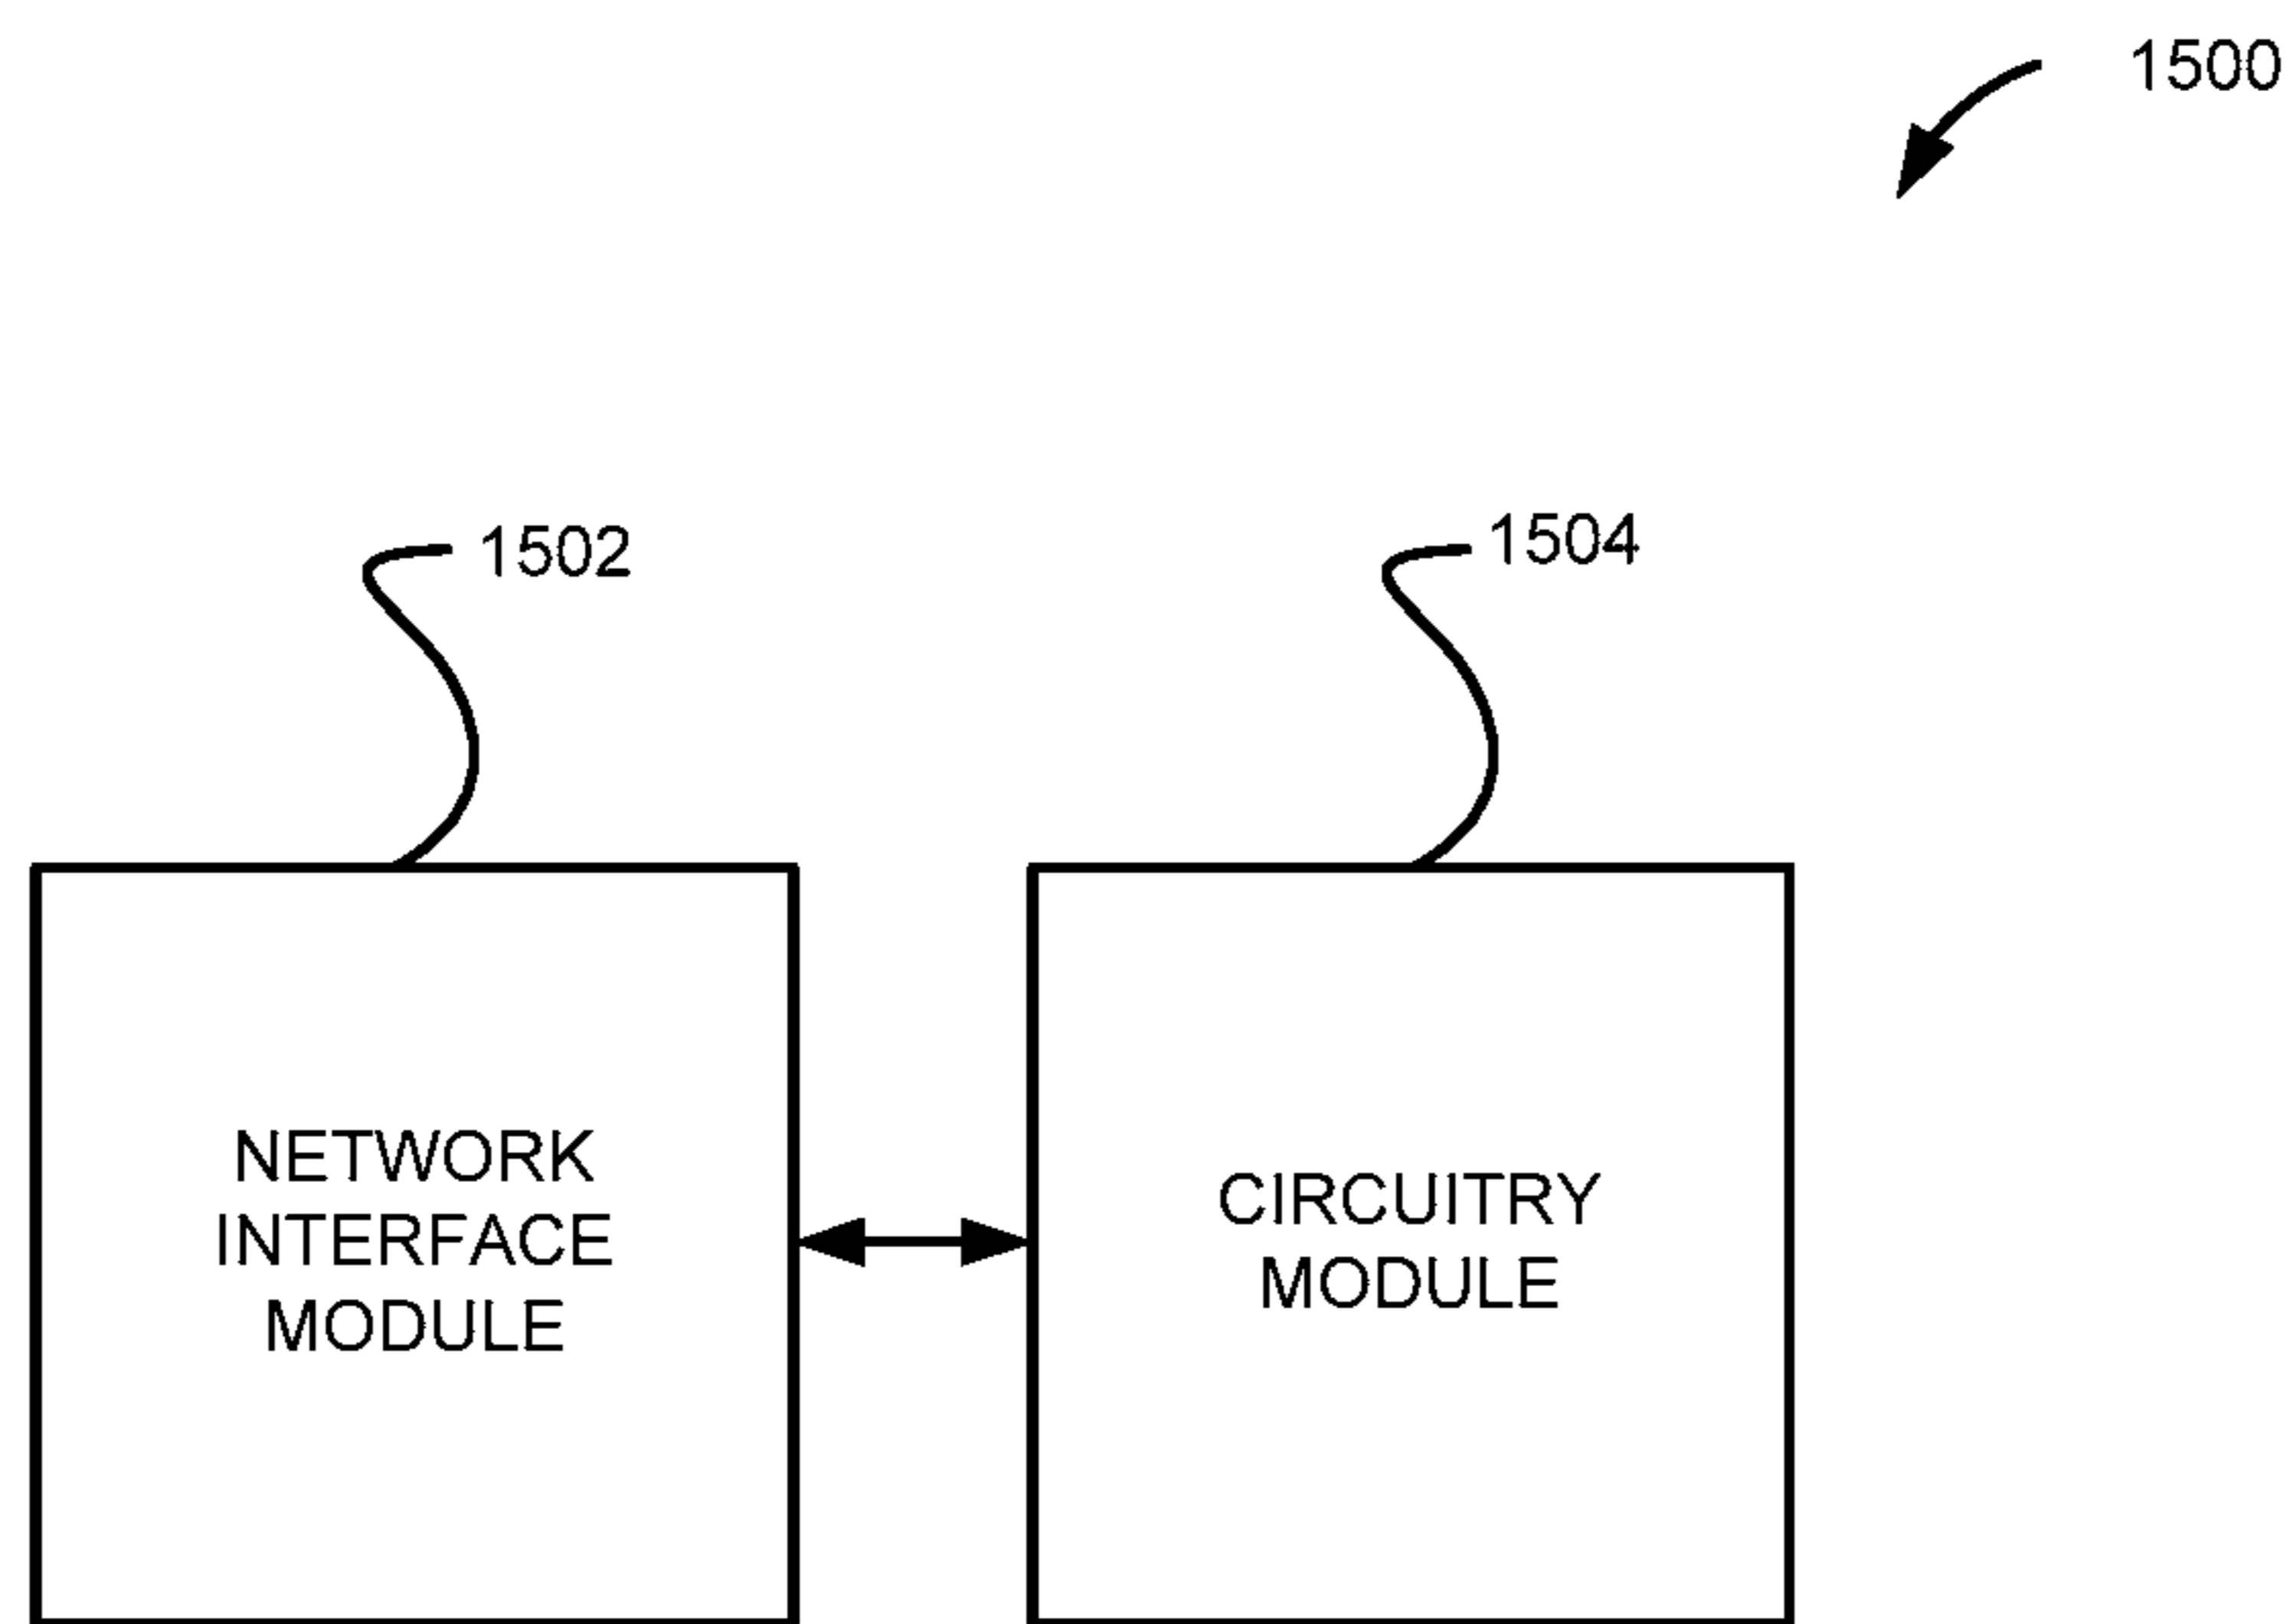 1500
1502
1504
NETWORK
INTERFACE
MODULE
CIRCUITRY
MODULE